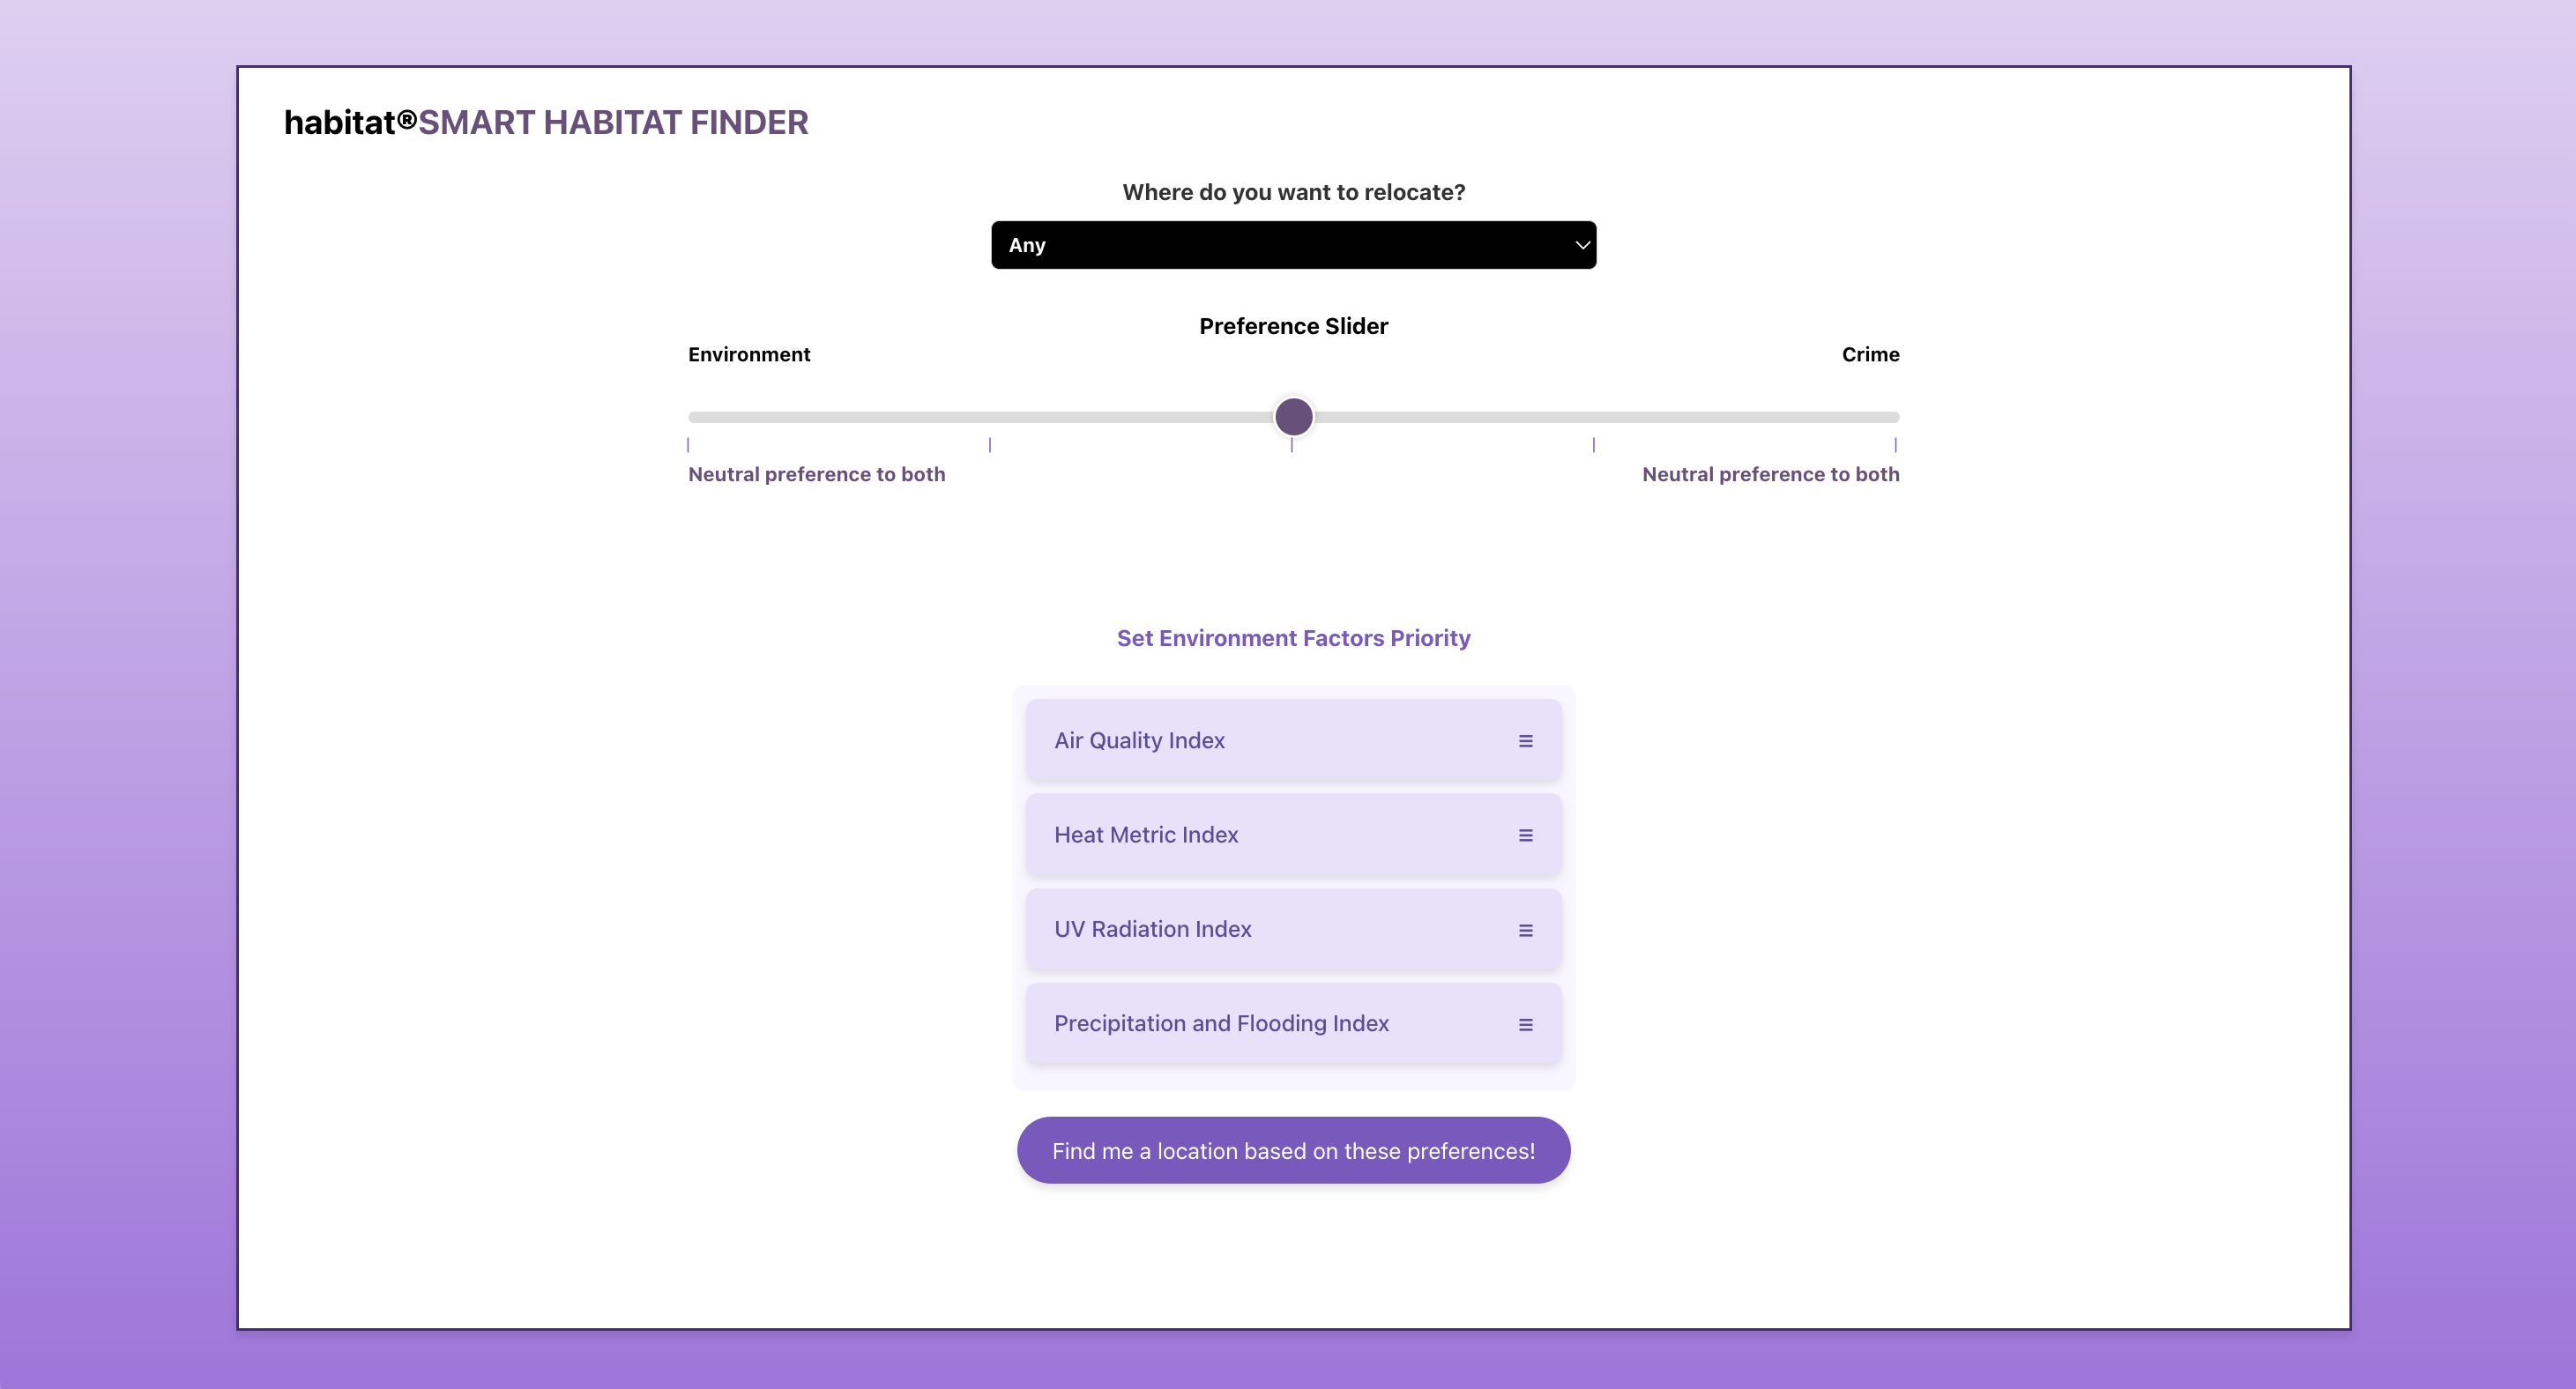 habitat®SMART HABITAT FINDER
Where do you want to relocate?
Any
Preference Slider
Environment
Crime
Neutral preference to both
Neutral preference to both
Set Environment Factors Priority
Air Quality Index
Heat Metric Index
UV Radiation Index
Precipitation and Flooding Index
Find me a location based on these preferences!